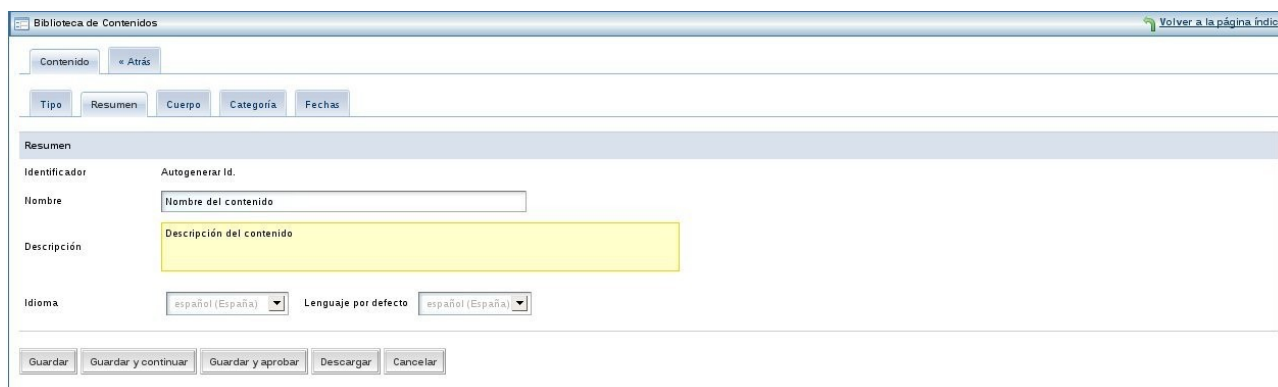 Biblioteca de Contenidos
Volver a la página índic
Contenido « Atrás
Tipo Resumen Cuerpo Categoría Fechas
Resumen
Identificador Autogenerar Id.
Nombre Nombre del contenido
Descripción Descripción del contenido
Idioma español (España) Lenguaje por defecto español (España)
Guardar Guardar y continuar Guardar y aprobar Descargar Cancelar